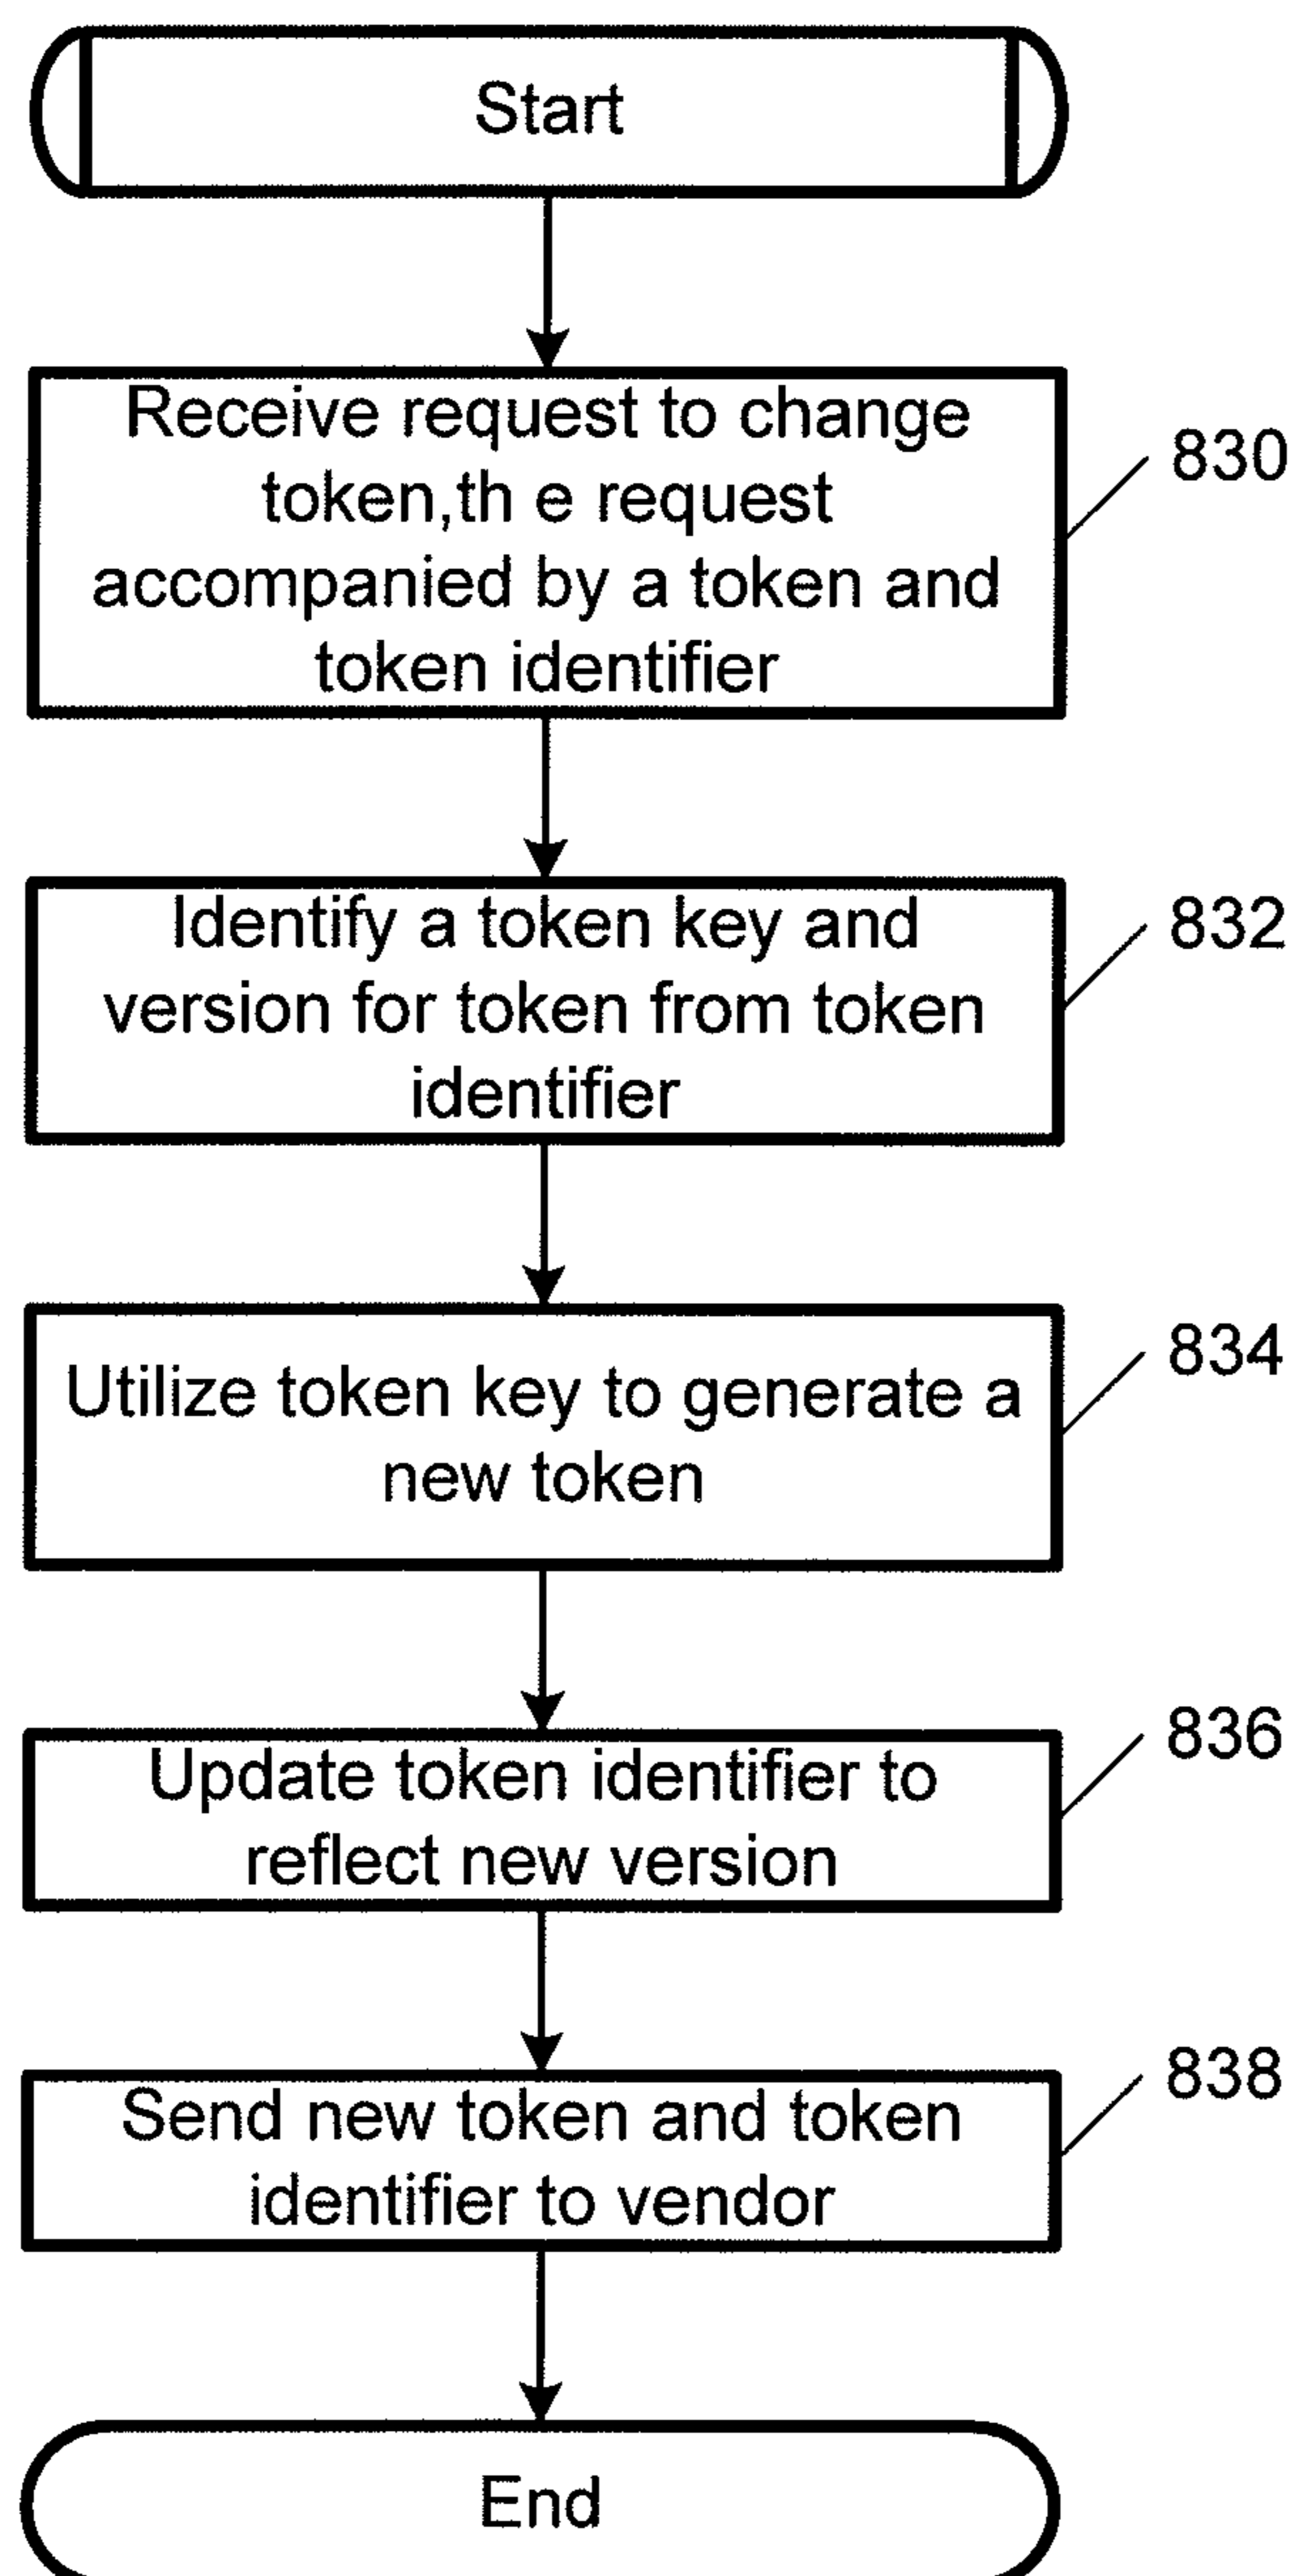 Start
Receive request to change
token,th e request
accompanied by a token and
token identifier
830
Identify a token key and
version for token from token
identifier
832
Utilize token key to generate a
new token
834
Update token identifier to
reflect new version
836
Send new token and token
identifier to vendor
838
End